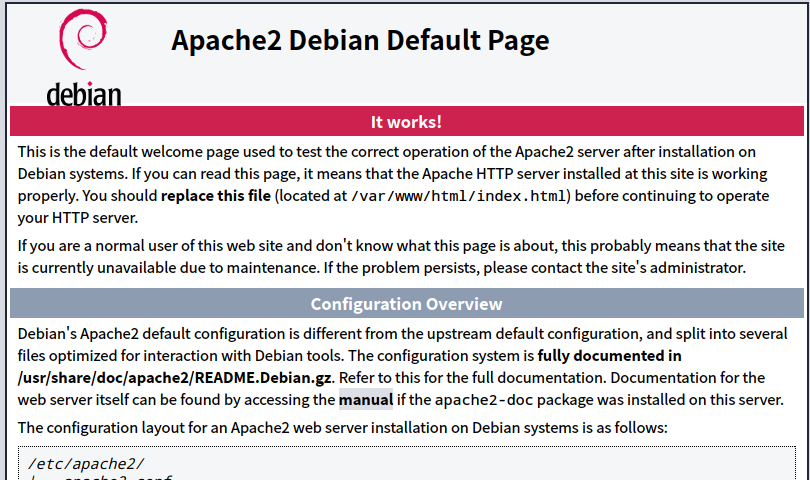 debian
Apache2 Debian Default Page
It works!
This is the default welcome page used to test the correct operation of the Apache2 server after installation on
Debian systems. If you can read this page, it means that the Apache HTTP server installed at this site is working
properly. You should replace this file (located at /var/www/html/index.html) before continuing to operate
your HTTP server.
If you are a normal user of this web site and don't know what this page is about, this probably means that the site
is currently unavailable due to maintenance. If the problem persists, please contact the site's administrator.
Configuration Overview
Debian's Apache2 default configuration is different from the upstream default configuration, and split into several
files optimized for interaction with Debian tools. The configuration system is fully documented in
/usr/share/doc/apache2/README.Debian.gz. Refer to this for the full documentation. Documentation for the
web server itself can be found by accessing the manual if the apache2-doc package was installed on this server.
The configuration layout for an Apache2 web server installation on Debian systems is as follows:
/etc/apache2/